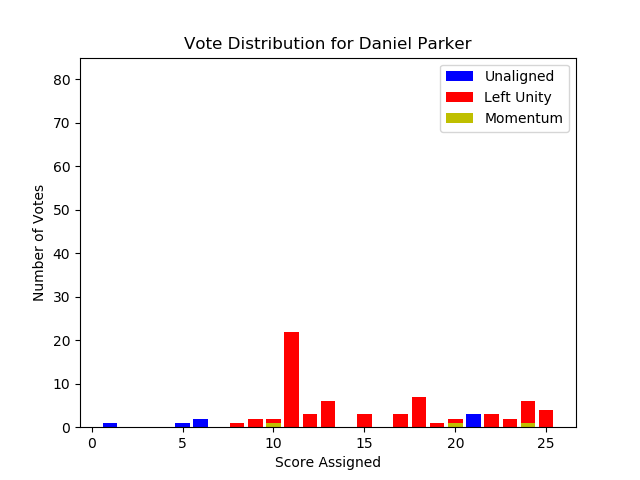 Vote Distribution for Daniel Parker
Unaligned
Left Unity
Momentum
Number of Votes
80
70
60
50
40
30
20
10
0
0 5 10 15 20 25
Score Assigned